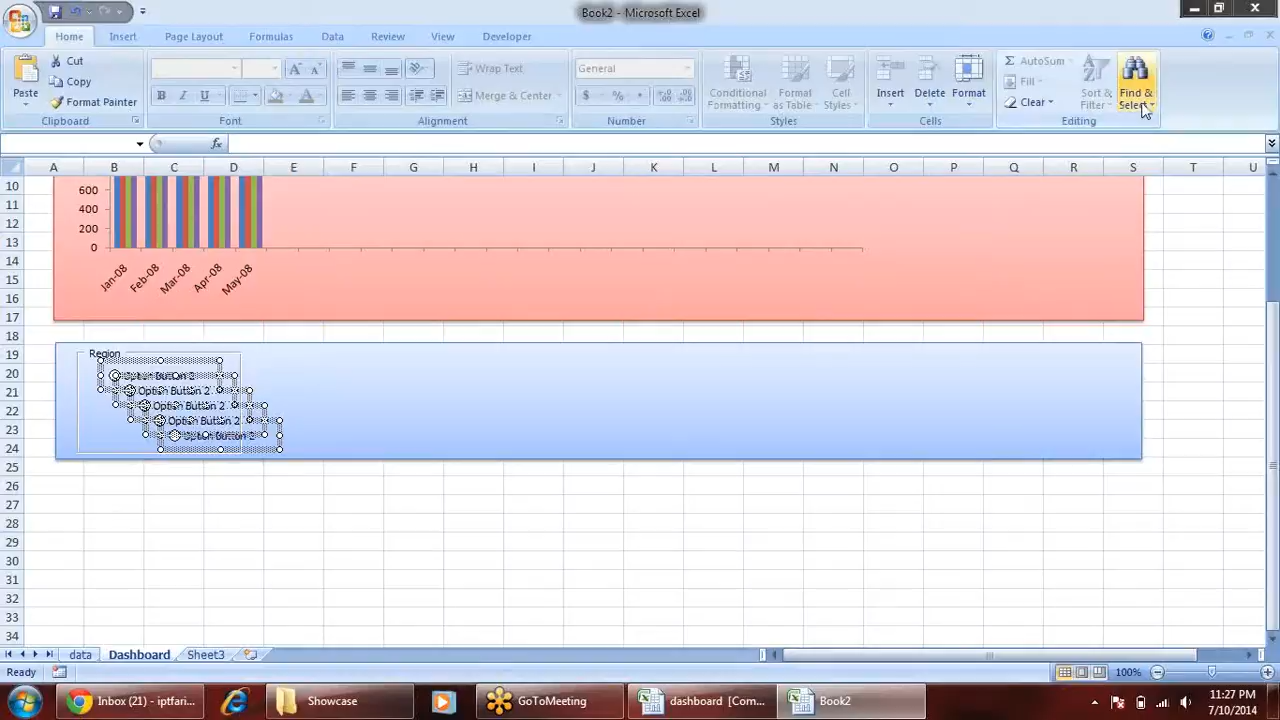 Book2 - Microsoft Excel
Home Insert Page Layout Formulas Data Review View Developer
Paste
Cut
Copy
Format Painter
Wrap Text
Merge & Center
General
$ % ,
Conditional Formatting
Format as Table
Cell Styles
Insert
Delete
Format
Σ AutoSum
Fill
Clear
Sort & Filter
Find & Select
Clipboard Font Alignment Number Styles Cells Editing
fx
A B C D E F G H I J K L M N O P Q R S T U
10 600
11 400
12 200
13 0
14
15 Jan-08 Feb-08 Mar-08 Apr-08 May-08
16
17
18
19 Region
20 Option Button 2
21 Option Button 2
22 Option Button 2
23 Option Button 2
24 Option Button 2
25
26
27
28
29
30
31
32
33
34
data Dashboard Sheet3
Ready 100%
Inbox (21) - iptfari... Showcase GoToMeeting dashboard [Com... Book2
11:27 PM
7/10/2014